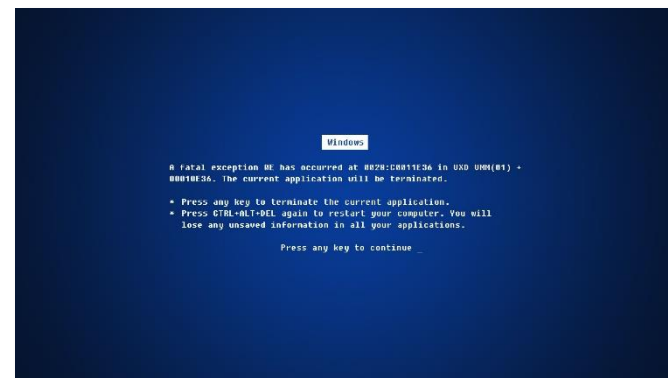 Windows
A fatal exception 0E has occurred at 0028:C0011E36 in UXD UMM(01) +
00010E36. The current application will be terminated.
* Press any key to terminate the current application.
* Press CTRL+ALT+DEL again to restart your computer. You will
lose any unsaved information in all your applications.
Press any key to continue _